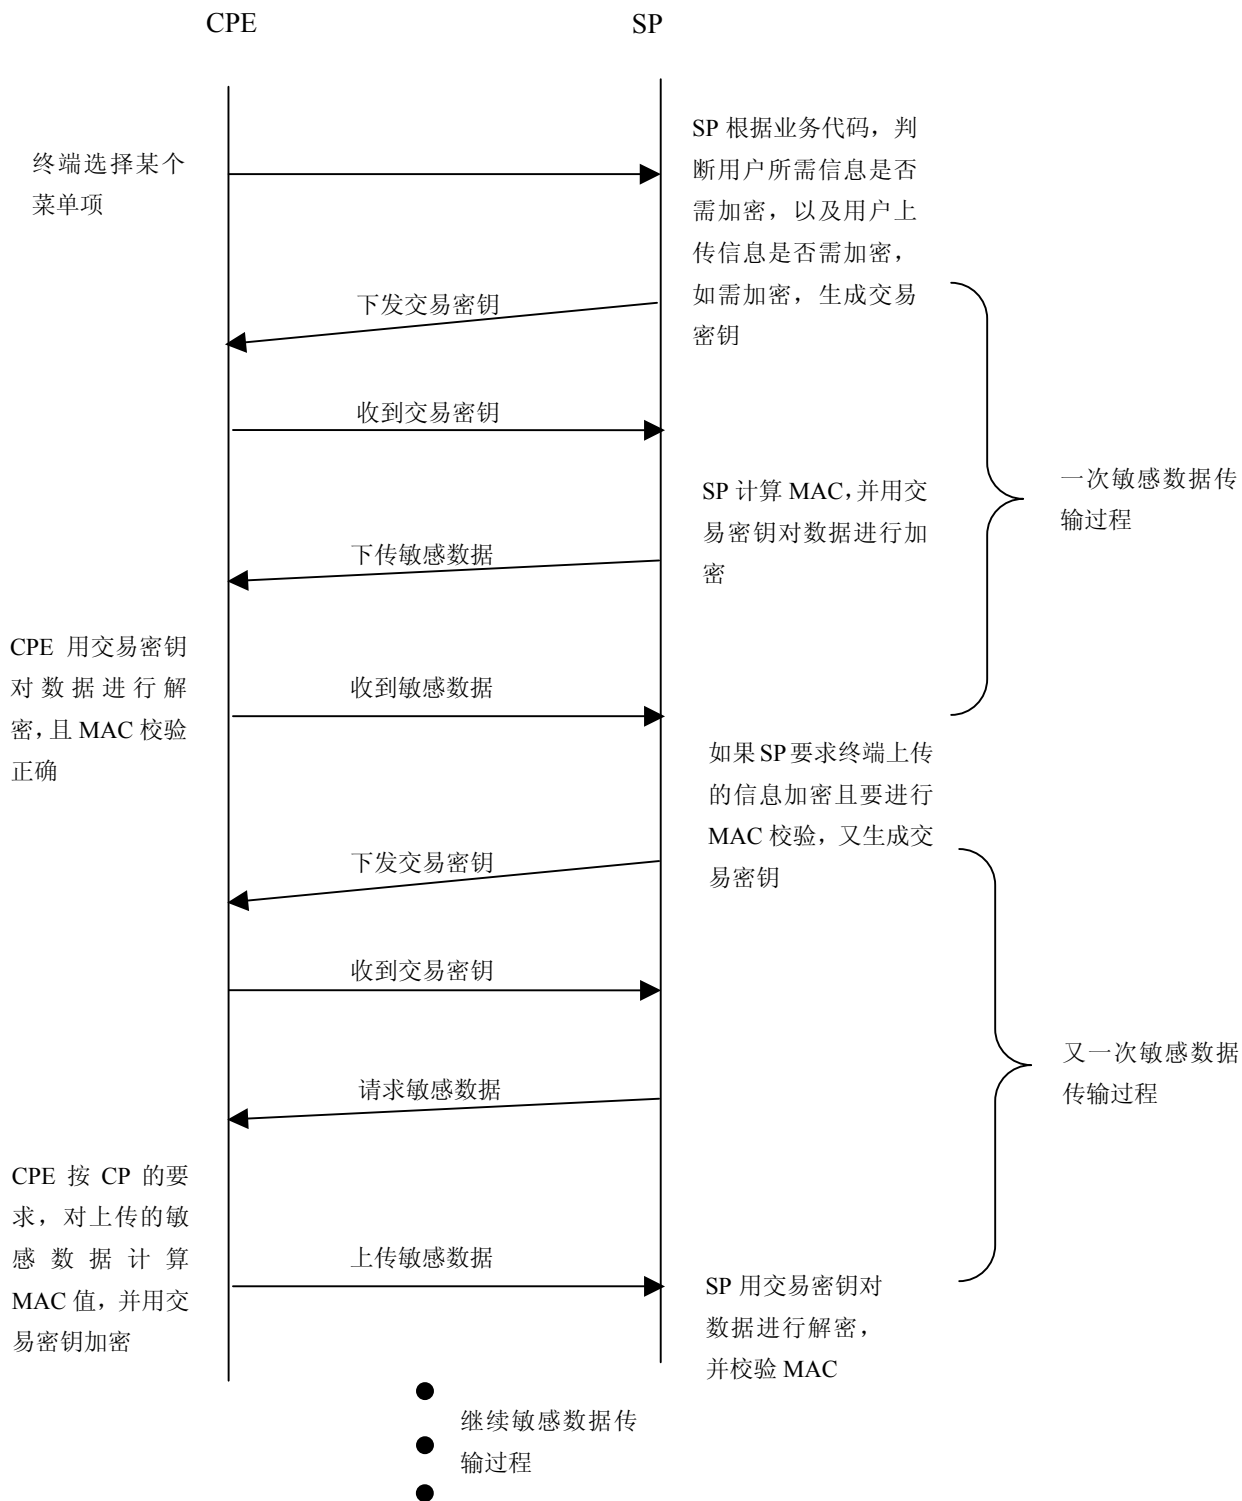 CPE
SP
终端选择某个
菜单项
SP 根据业务代码，判
断用户所需信息是否
需加密，以及用户上
传信息是否需加密，
如需加密，生成交易
密钥
下发交易密钥
收到交易密钥
一次敏感数据传
输过程
SP 计算 MAC，并用交
易密钥对数据进行加
密
下传敏感数据
CPE 用交易密钥
对数据进行解
密，且 MAC 校验
正确
收到敏感数据
如果 SP 要求终端上传
的信息加密且要进行
MAC 校验，又生成交
易密钥
下发交易密钥
收到交易密钥
又一次敏感数据
传输过程
请求敏感数据
CPE 按 CP 的要
求，对上传的敏
感数据计算
MAC 值，并用交
易密钥加密
上传敏感数据
SP 用交易密钥对
数据进行解密，
并校验 MAC
继续敏感数据传
输过程